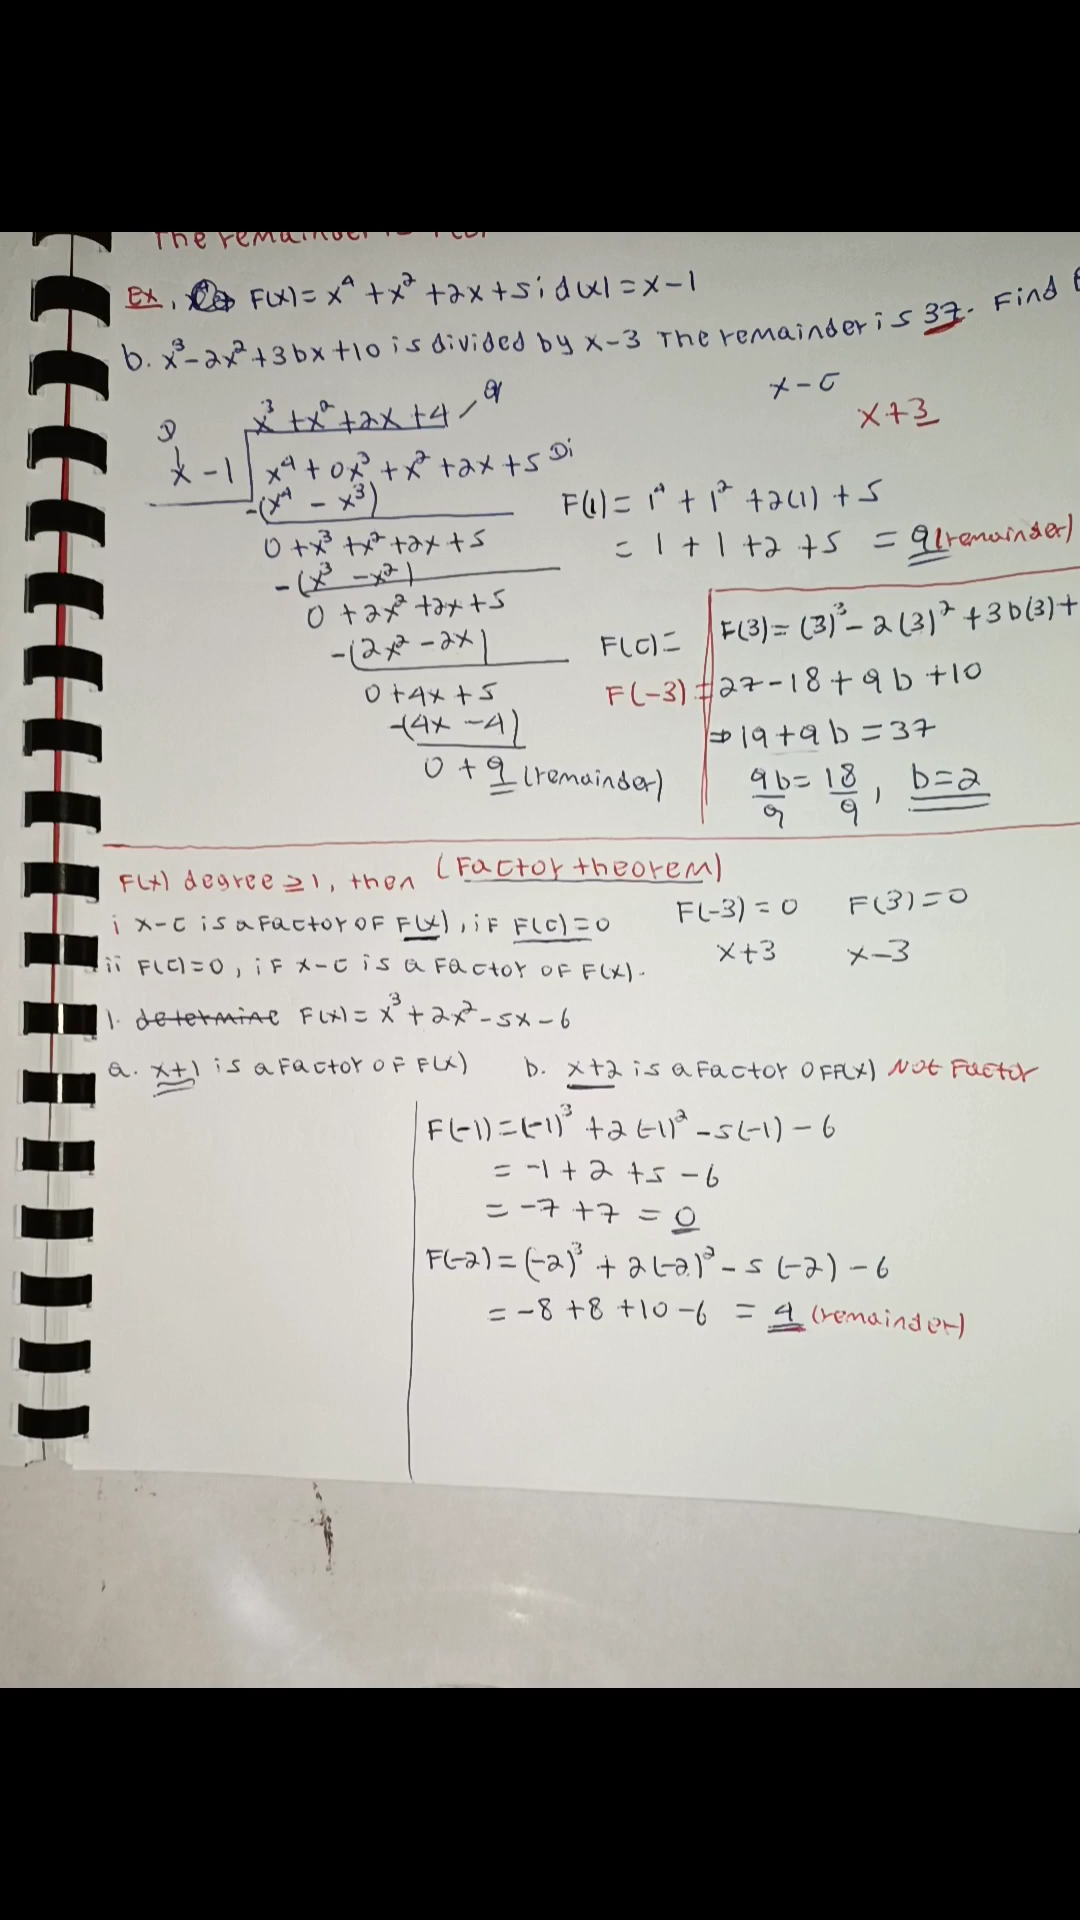 The remainder is F(c).
Ex, F(x) = x⁴ + x² + 2x + 5 ; d(x) = x - 1
b. x³ - 2x² + 3bx + 10 is divided by x - 3 The remainder is 37. Find
x - c
x + 3
x³ + x² + 2x + 4
x - 1 | x⁴ + 0x³ + x² + 2x + 5 Di
-(x⁴ - x³)
0 + x³ + x² + 2x + 5
-(x³ - x²)
0 + 2x² + 2x + 5
-(2x² - 2x)
0 + 4x + 5
-(4x - 4)
0 + 9 (remainder)
F(1) = 1⁴ + 1² + 2(1) + 5
= 1 + 1 + 2 + 5 = 9 (remainder)
F(c) =
F(-3) =
F(3) = (3)³ - 2(3)² + 3b(3) +
27 - 18 + 9b + 10
⇒ 19 + 9b = 37
9b/9 = 18/9 , b = 2
F(x) degree ≥ 1, then (Factor theorem)
i x - c is a factor of F(x), if F(c) = 0
ii F(c) = 0, if x - c is a factor of F(x).
F(-3) = 0 F(3) = 0
x + 3 x - 3
1. determine F(x) = x³ + 2x² - 5x - 6
a. x + 1 is a factor of F(x) b. x + 2 is a factor of F(x) Not Factor
F(-1) = (-1)³ + 2(-1)² - 5(-1) - 6
= -1 + 2 + 5 - 6
= -7 + 7 = 0
F(-2) = (-2)³ + 2(-2)² - 5(-2) - 6
= -8 + 8 + 10 - 6 = 4 (remainder)